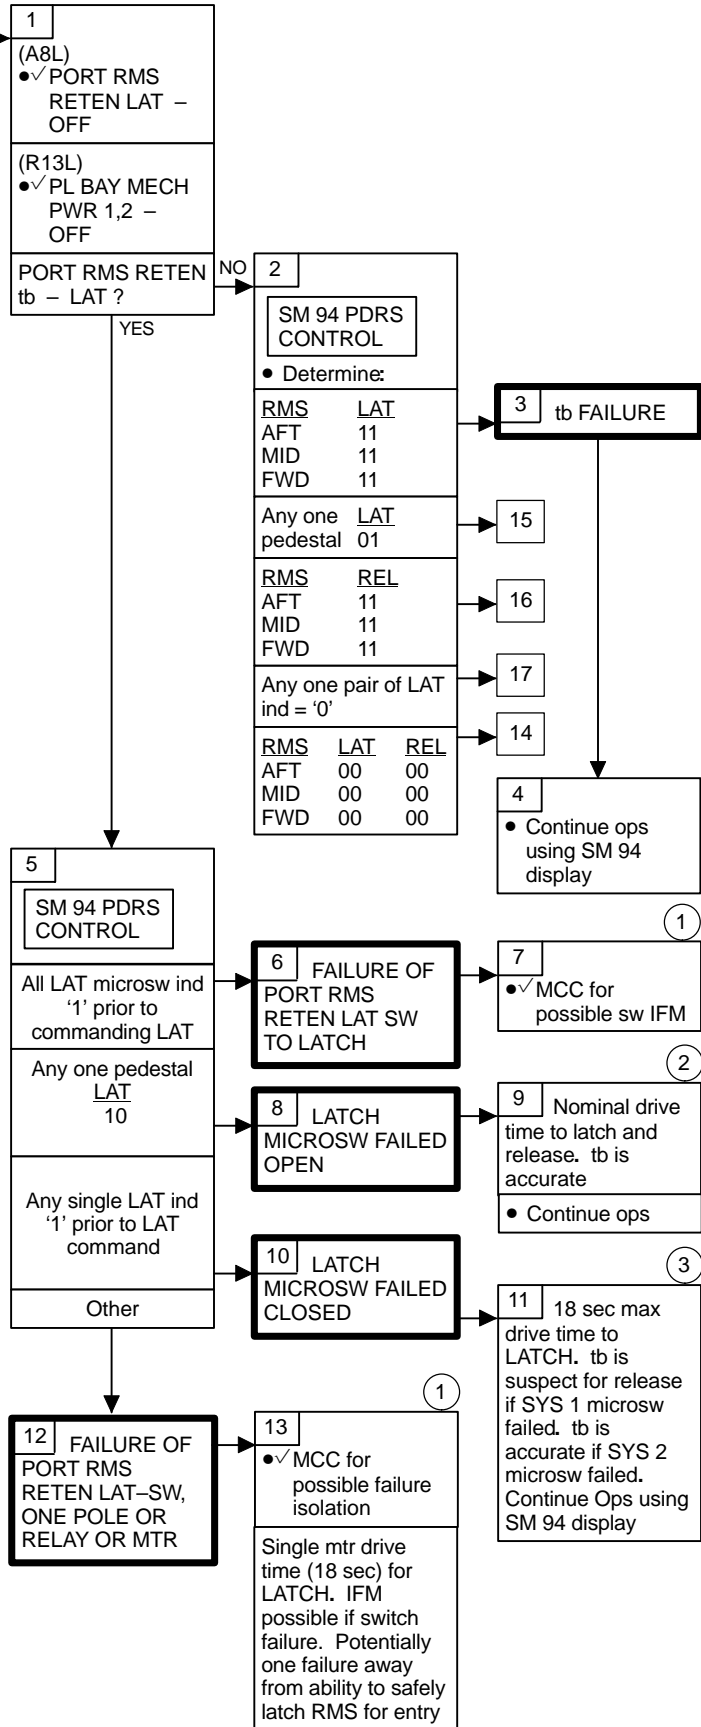 1
(A8L)
●✓PORT RMS
RETEN LAT –
OFF
(R13L)
●✓PL BAY MECH
PWR 1,2 –
OFF
PORT RMS RETEN
tb – LAT ?
NO
YES
2
SM 94 PDRS
CONTROL
● Determine:
RMS LAT
AFT 11
MID 11
FWD 11
Any one LAT
pedestal 01
RMS REL
AFT 11
MID 11
FWD 11
Any one pair of LAT
ind = ‘0’
RMS LAT REL
AFT 00 00
MID 00 00
FWD 00 00
3 tb FAILURE
15
16
17
14
4
● Continue ops
using SM 94
display
5
SM 94 PDRS
CONTROL
All LAT microsw ind
‘1’ prior to
commanding LAT
Any one pedestal
LAT
10
Any single LAT ind
‘1’ prior to LAT
command
Other
6 FAILURE OF
PORT RMS
RETEN LAT SW
TO LATCH
1
7
●✓MCC for
possible sw IFM
8 LATCH
MICROSW FAILED
OPEN
2
9 Nominal drive
time to latch and
release. tb is
accurate
● Continue ops
10 LATCH
MICROSW FAILED
CLOSED
3
11 18 sec max
drive time to
LATCH. tb is
suspect for release
if SYS 1 microsw
failed. tb is
accurate if SYS 2
microsw failed.
Continue Ops using
SM 94 display
12 FAILURE OF
PORT RMS
RETEN LAT–SW,
ONE POLE OR
RELAY OR MTR
1
13
●✓MCC for
possible failure
isolation
Single mtr drive
time (18 sec) for
LATCH. IFM
possible if switch
failure. Potentially
one failure away
from ability to safely
latch RMS for entry